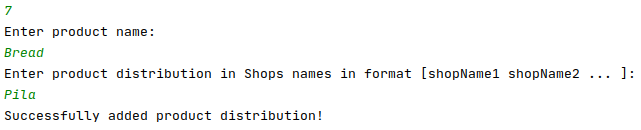 7
Enter product name:
Bread
Enter product distribution in Shops names in format [shopName1 shopName2 ... ]:
Pila
Successfully added product distribution!